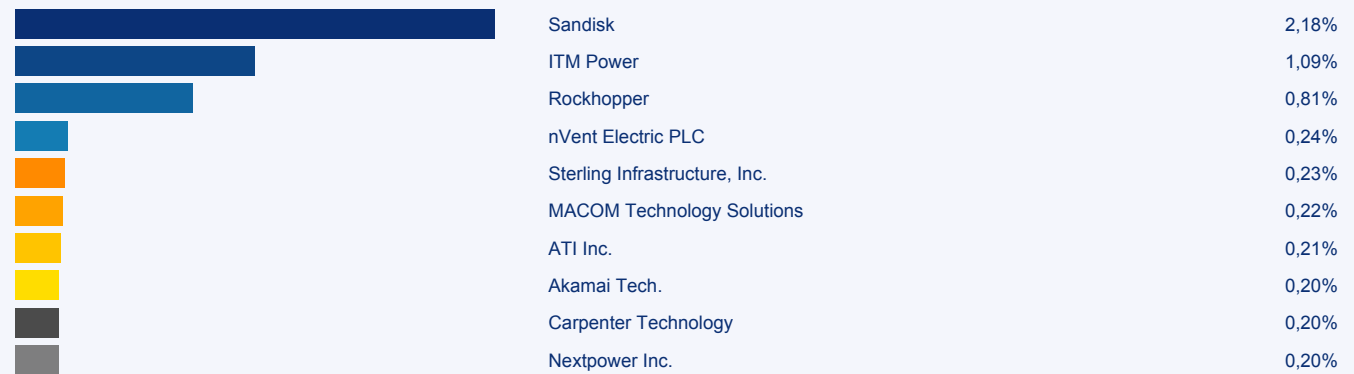 Sandisk 2,18%
ITM Power 1,09%
Rockhopper 0,81%
nVent Electric PLC 0,24%
Sterling Infrastructure, Inc. 0,23%
MACOM Technology Solutions 0,22%
ATI Inc. 0,21%
Akamai Tech. 0,20%
Carpenter Technology 0,20%
Nextpower Inc. 0,20%